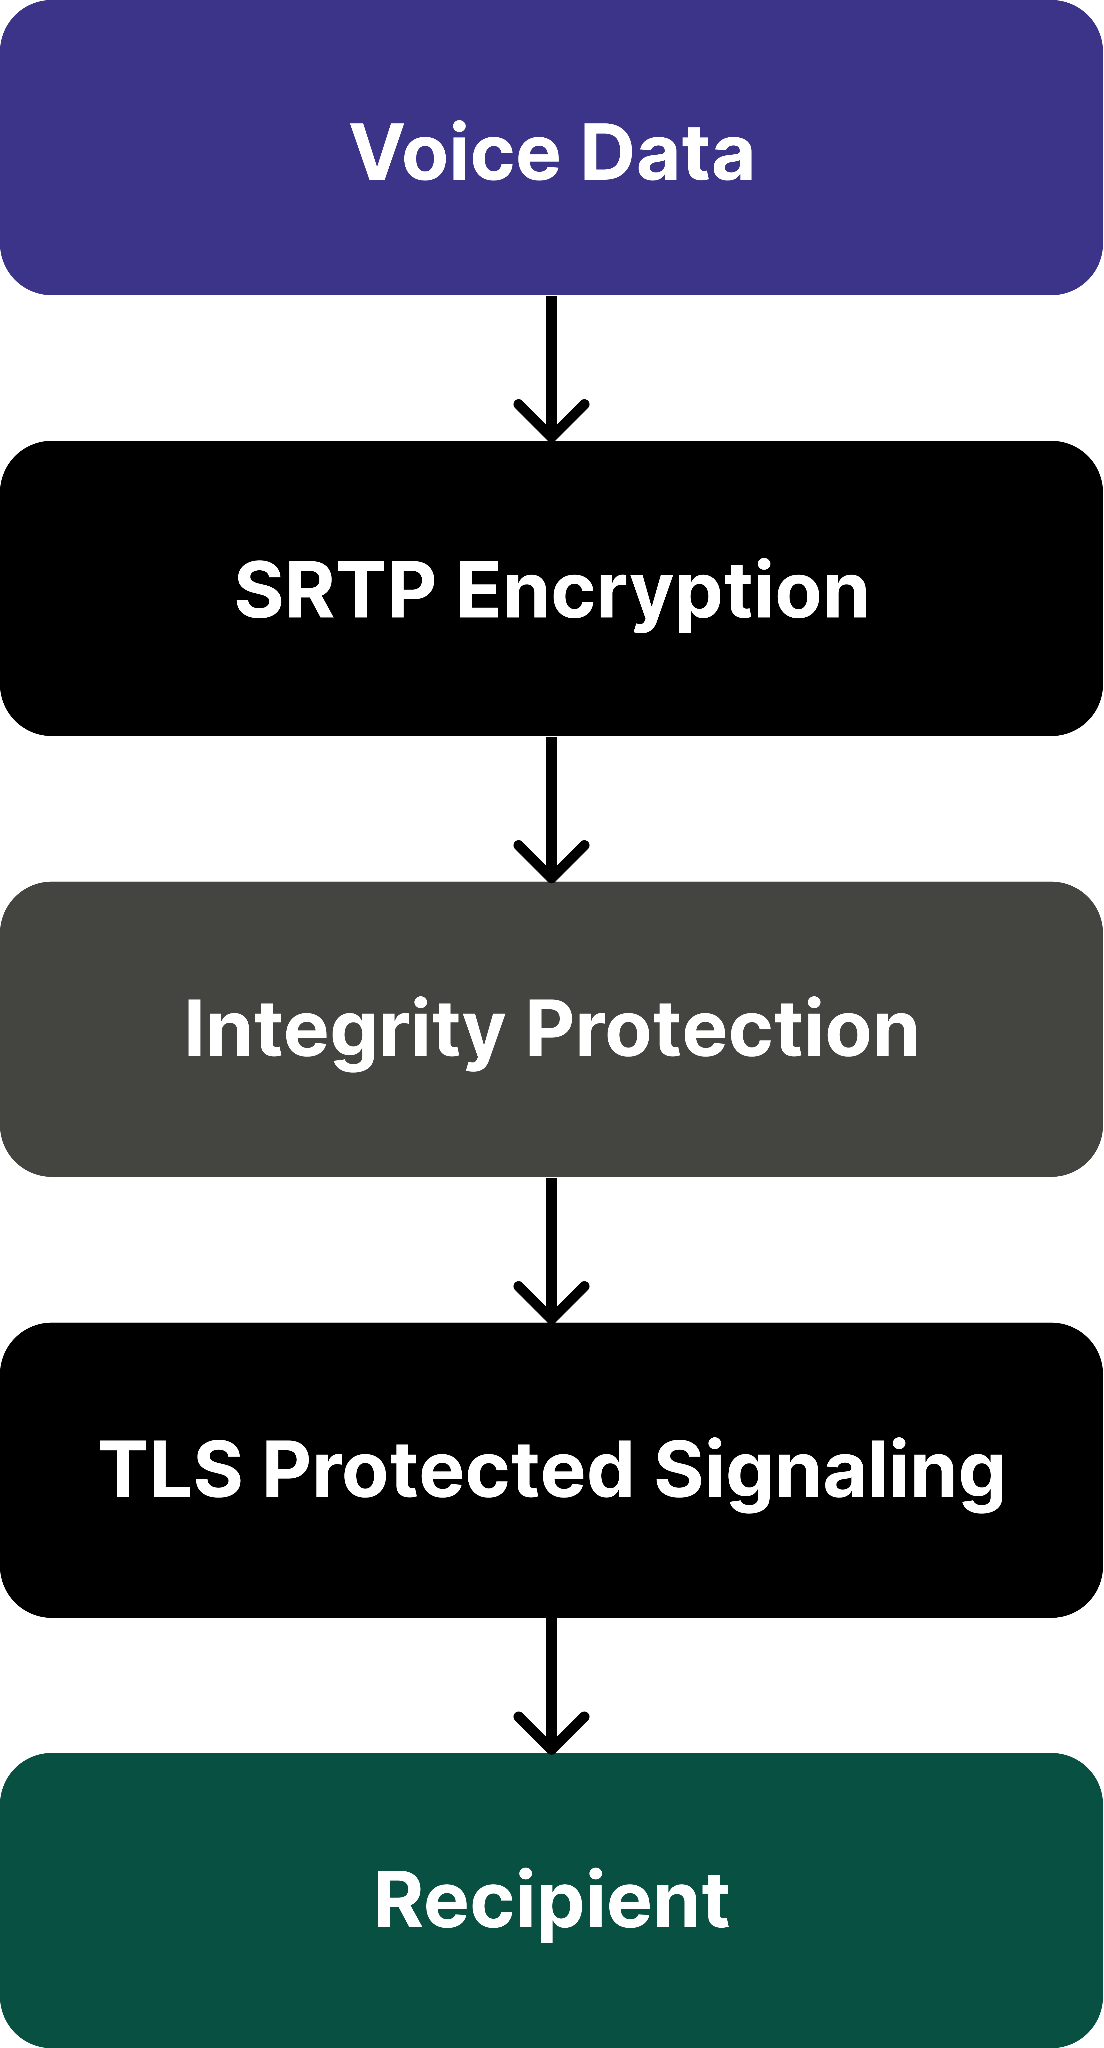 Voice Data
SRTP Encryption
Integrity Protection
TLS Protected Signaling
Recipient